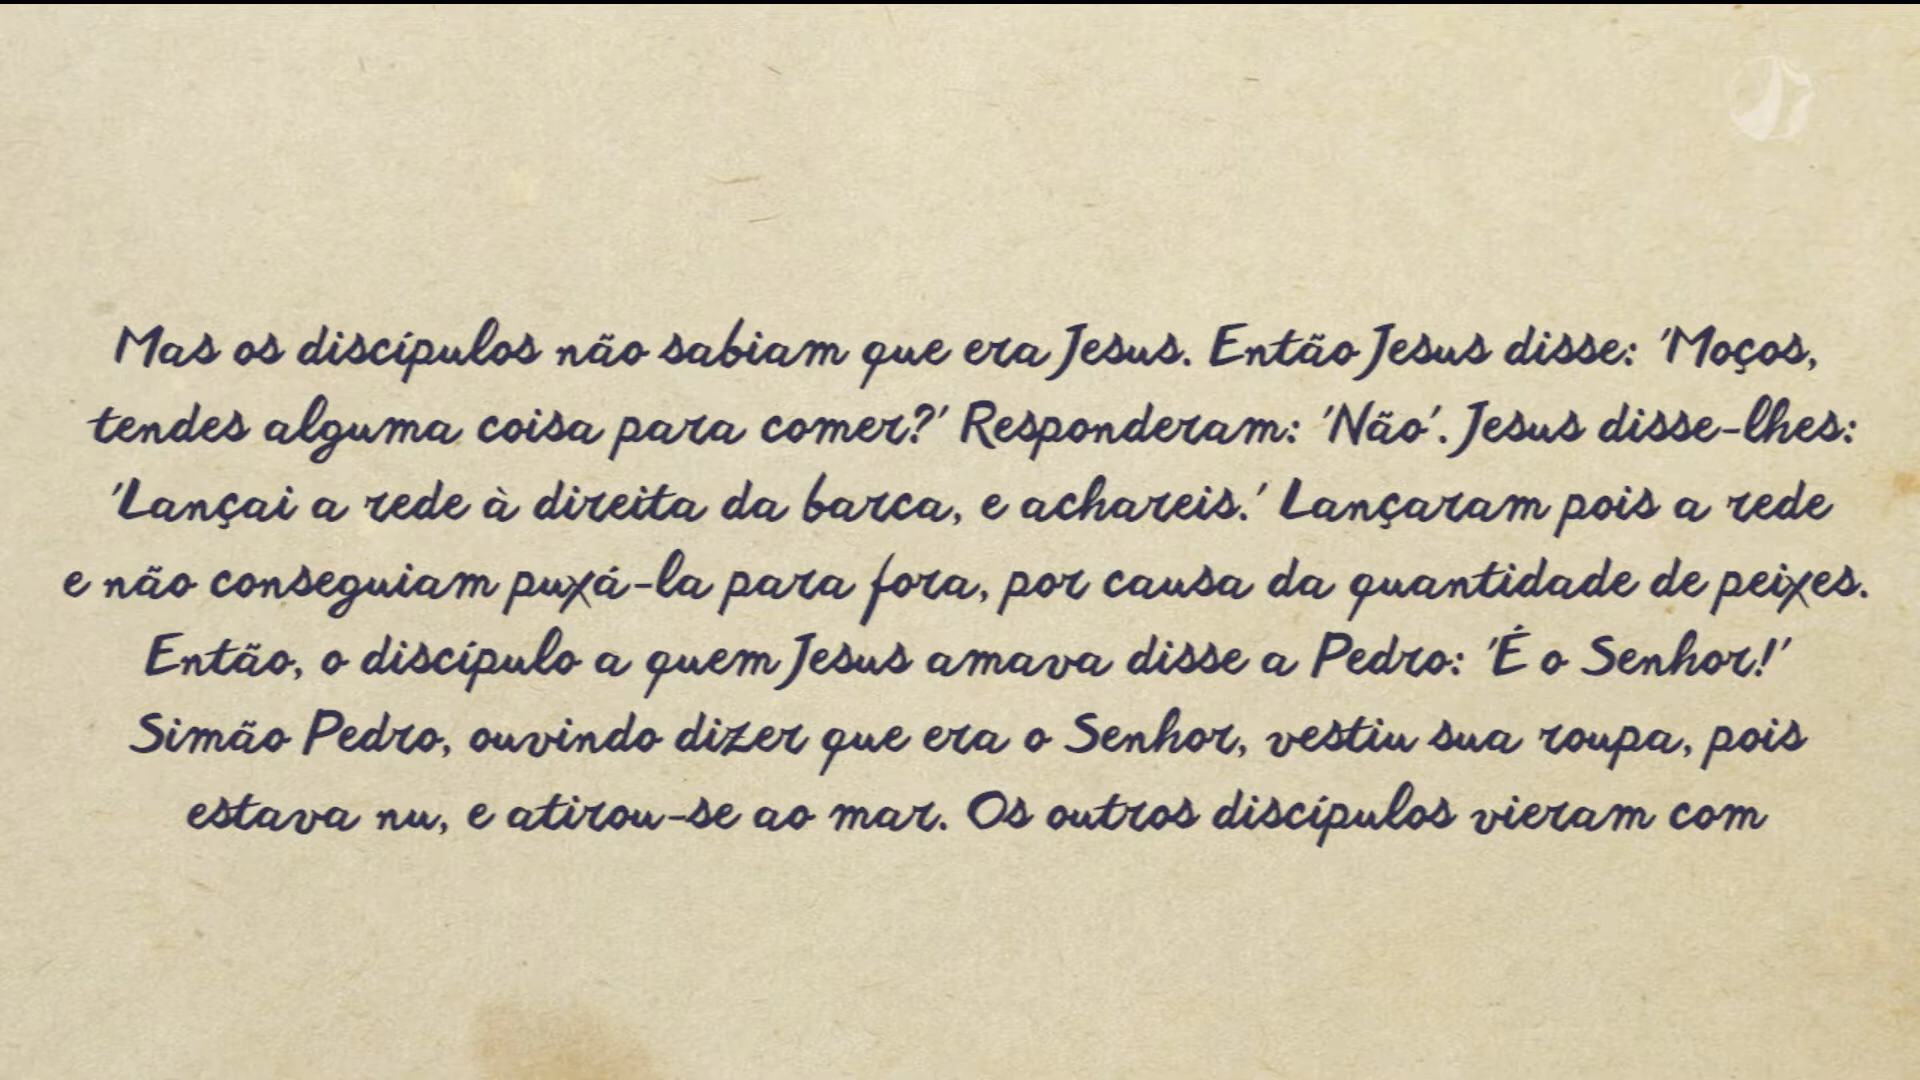 Mas os discípulos não sabiam que era Jesus. Então Jesus disse: 'Moços,
tendes alguma coisa para comer?' Responderam: 'Não'. Jesus disse-lhes:
'Lançai a rede à direita da barca, e achareis.' Lançaram pois a rede
e não conseguiam puxá-la para fora, por causa da quantidade de peixes.
Então, o discípulo a quem Jesus amava disse a Pedro: 'É o Senhor!'
Simão Pedro, ouvindo dizer que era o Senhor, vestiu sua roupa, pois
estava nu, e atirou-se ao mar. Os outros discípulos vieram com